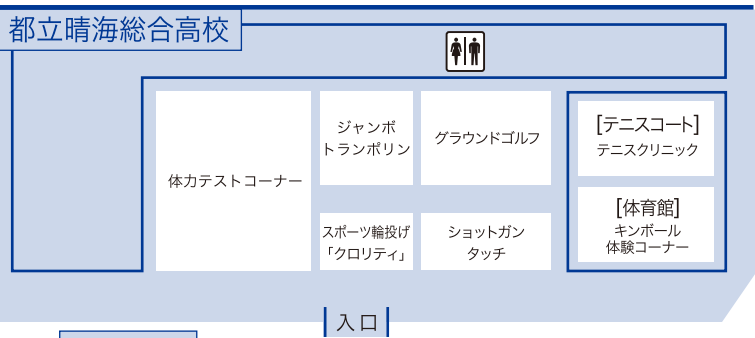 都立晴海総合高校
体力テストコーナー
ジャンボ
トランポリン
グラウンドゴルフ
[テニスコート]
テニスクリニック
スポーツ輪投げ
「クロリティ」
ショットガン
タッチ
[体育館]
キンボール
体験コーナー
入口